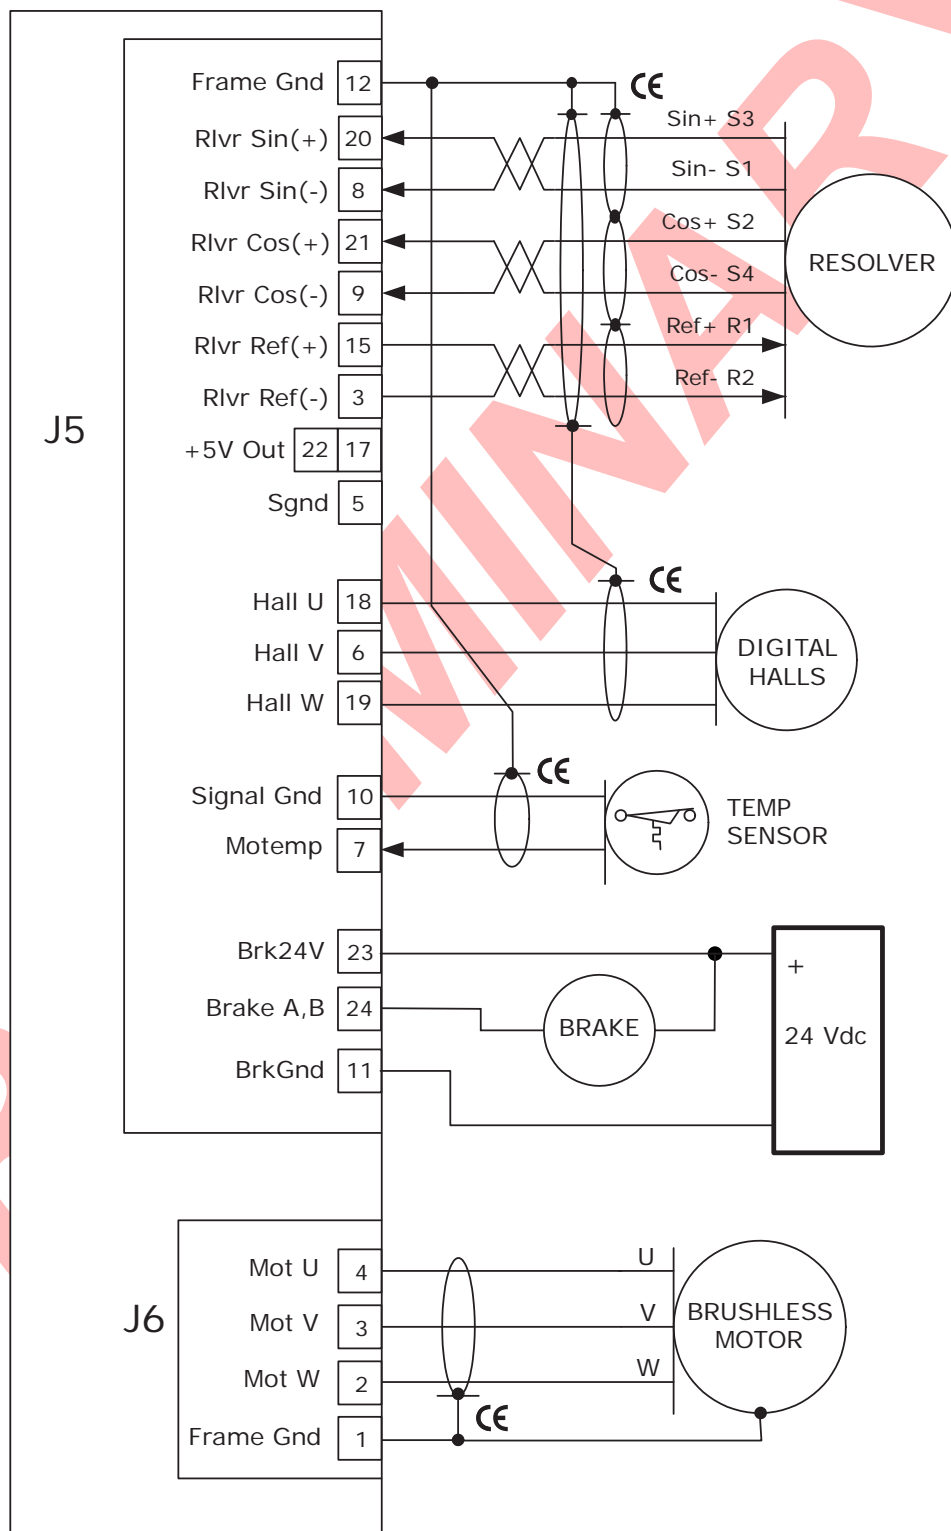 Frame Gnd 12 CE
Rlvr Sin(+) 20 Sin+ S3
Rlvr Sin(-) 8 Sin- S1
Rlvr Cos(+) 21 Cos+ S2
RESOLVER
Rlvr Cos(-) 9 Cos- S4
Rlvr Ref(+) 15 Ref+ R1
Rlvr Ref(-) 3 Ref- R2
J5
+5V Out 22 17
Sgnd 5
CE
Hall U 18
Hall V 6
DIGITAL
HALLS
Hall W 19
CE
Signal Gnd 10
TEMP
SENSOR
Motemp 7
Brk24V 23
+
Brake A,B 24
BRAKE
24 Vdc
BrkGnd 11
J6
Mot U 4 U
Mot V 3 V
BRUSHLESS
MOTOR
Mot W 2 W
CE
Frame Gnd 1
MINAR